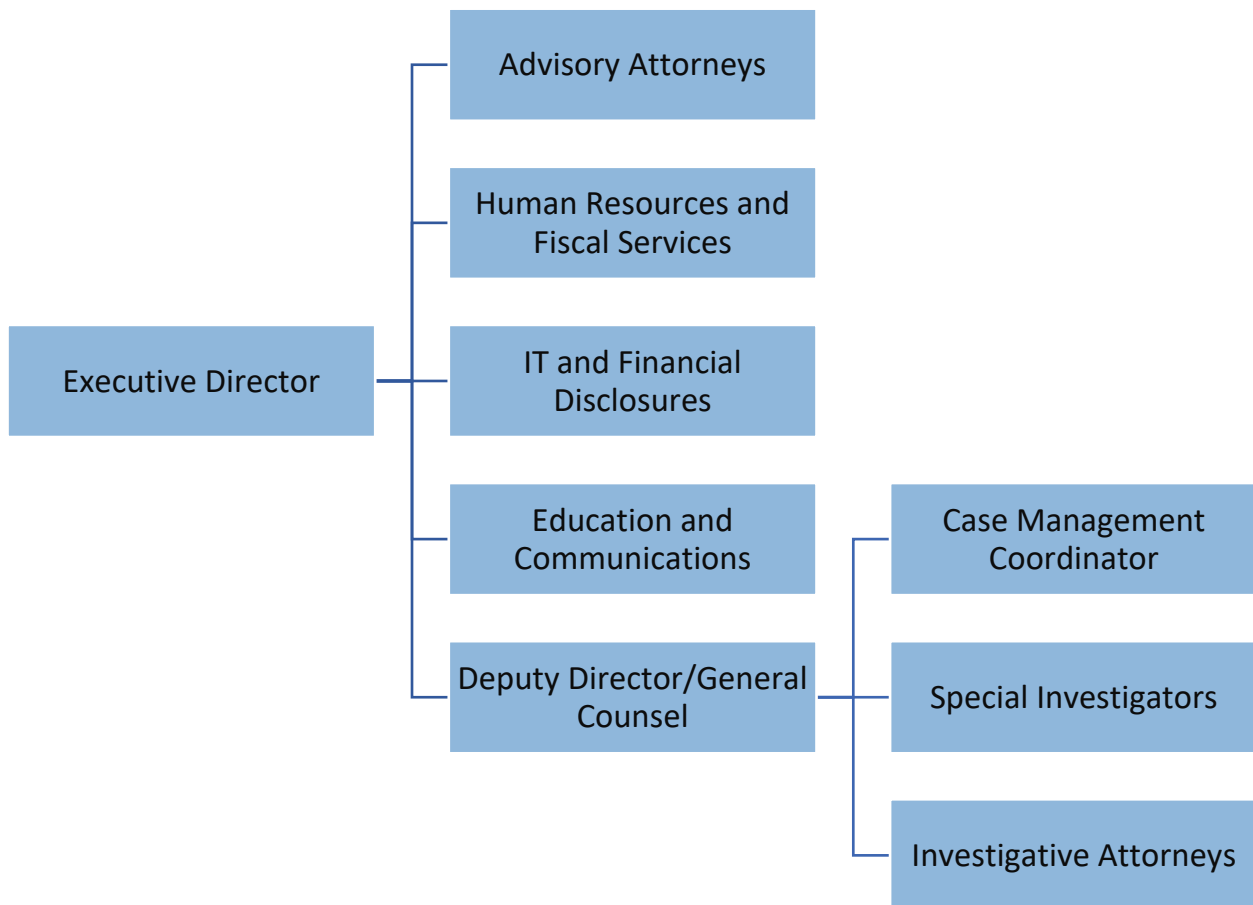 Advisory Attorneys
Human Resources and
Fiscal Services
Executive Director
IT and Financial
Disclosures
Education and
Communications
Deputy Director/General
Counsel
Case Management
Coordinator
Special Investigators
Investigative Attorneys